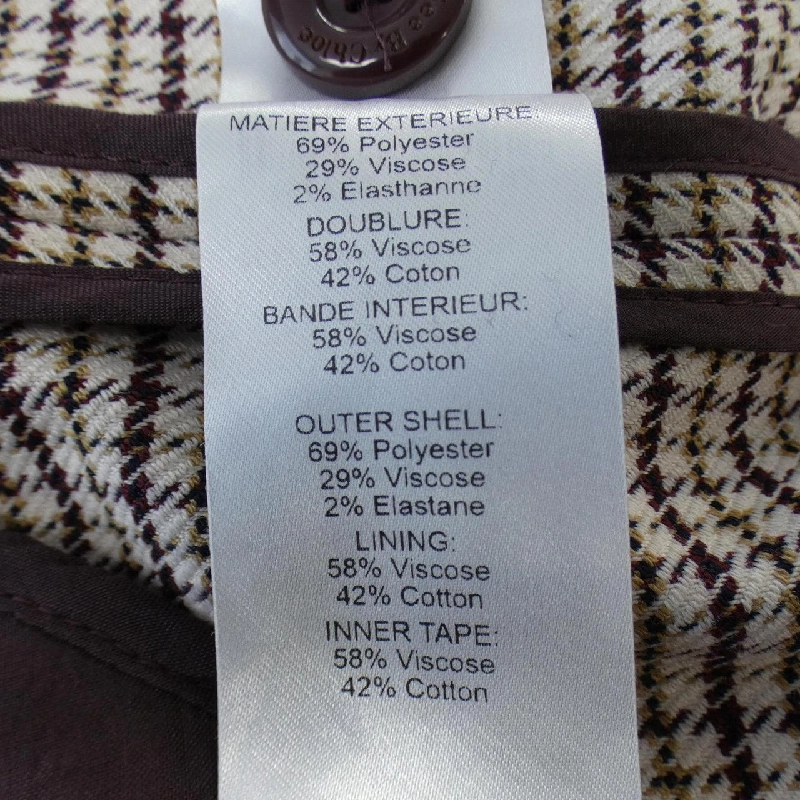 By Chloe
MATIERE EXTERIEURE:
69% Polyester
29% Viscose
2% Elasthanne
DOUBLURE:
58% Viscose
42% Coton
BANDE INTERIEUR:
58% Viscose
42% Coton
OUTER SHELL:
69% Polyester
29% Viscose
2% Elastane
LINING:
58% Viscose
42% Cotton
INNER TAPE:
58% Viscose
42% Cotton